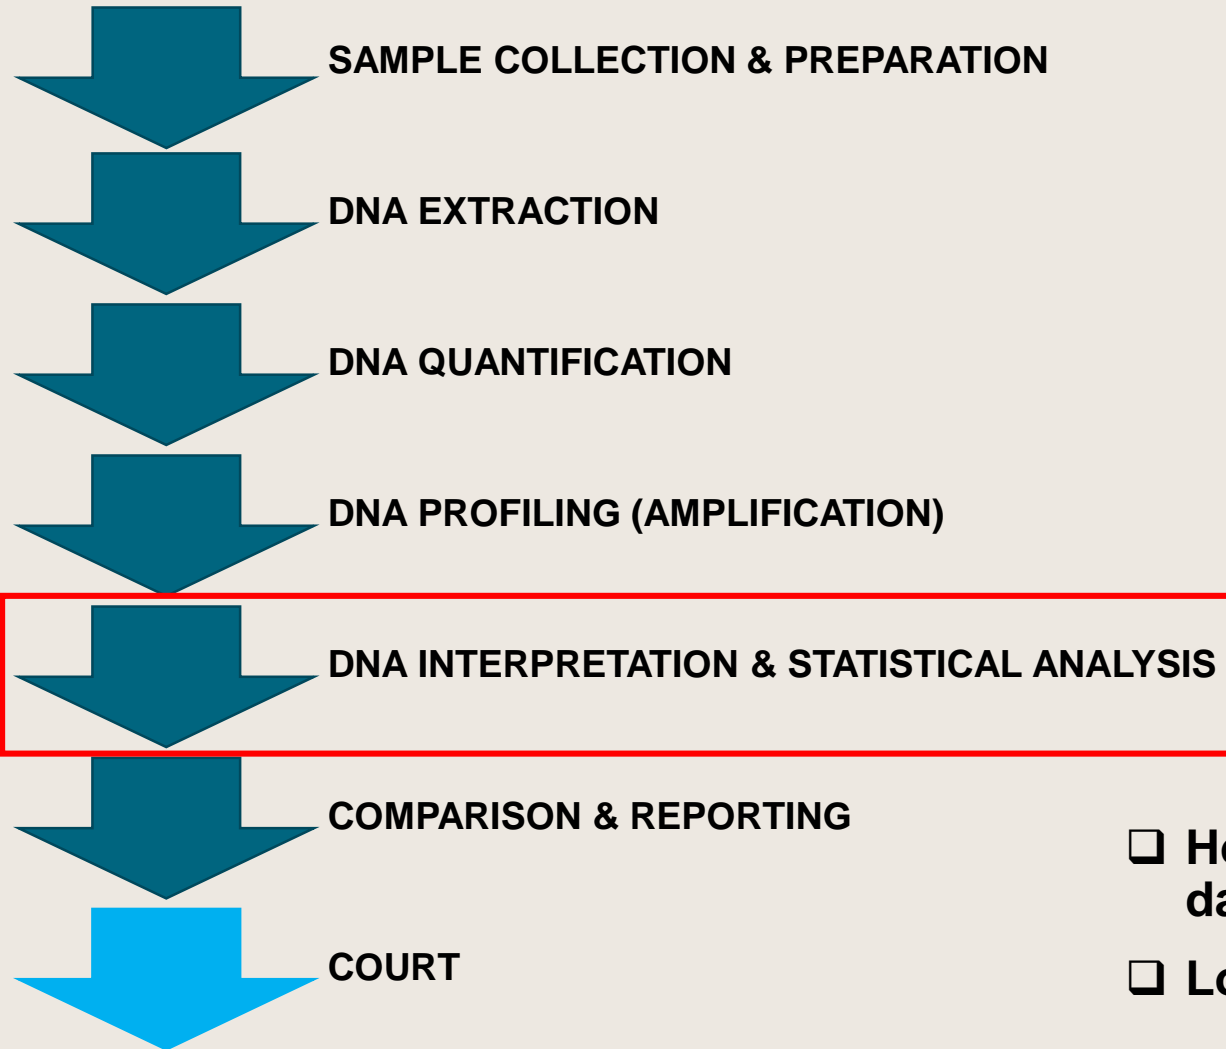 SAMPLE COLLECTION & PREPARATION
DNA EXTRACTION
DNA QUANTIFICATION
DNA PROFILING (AMPLIFICATION)
DNA INTERPRETATION & STATISTICAL ANALYSIS
COMPARISON & REPORTING
COURT